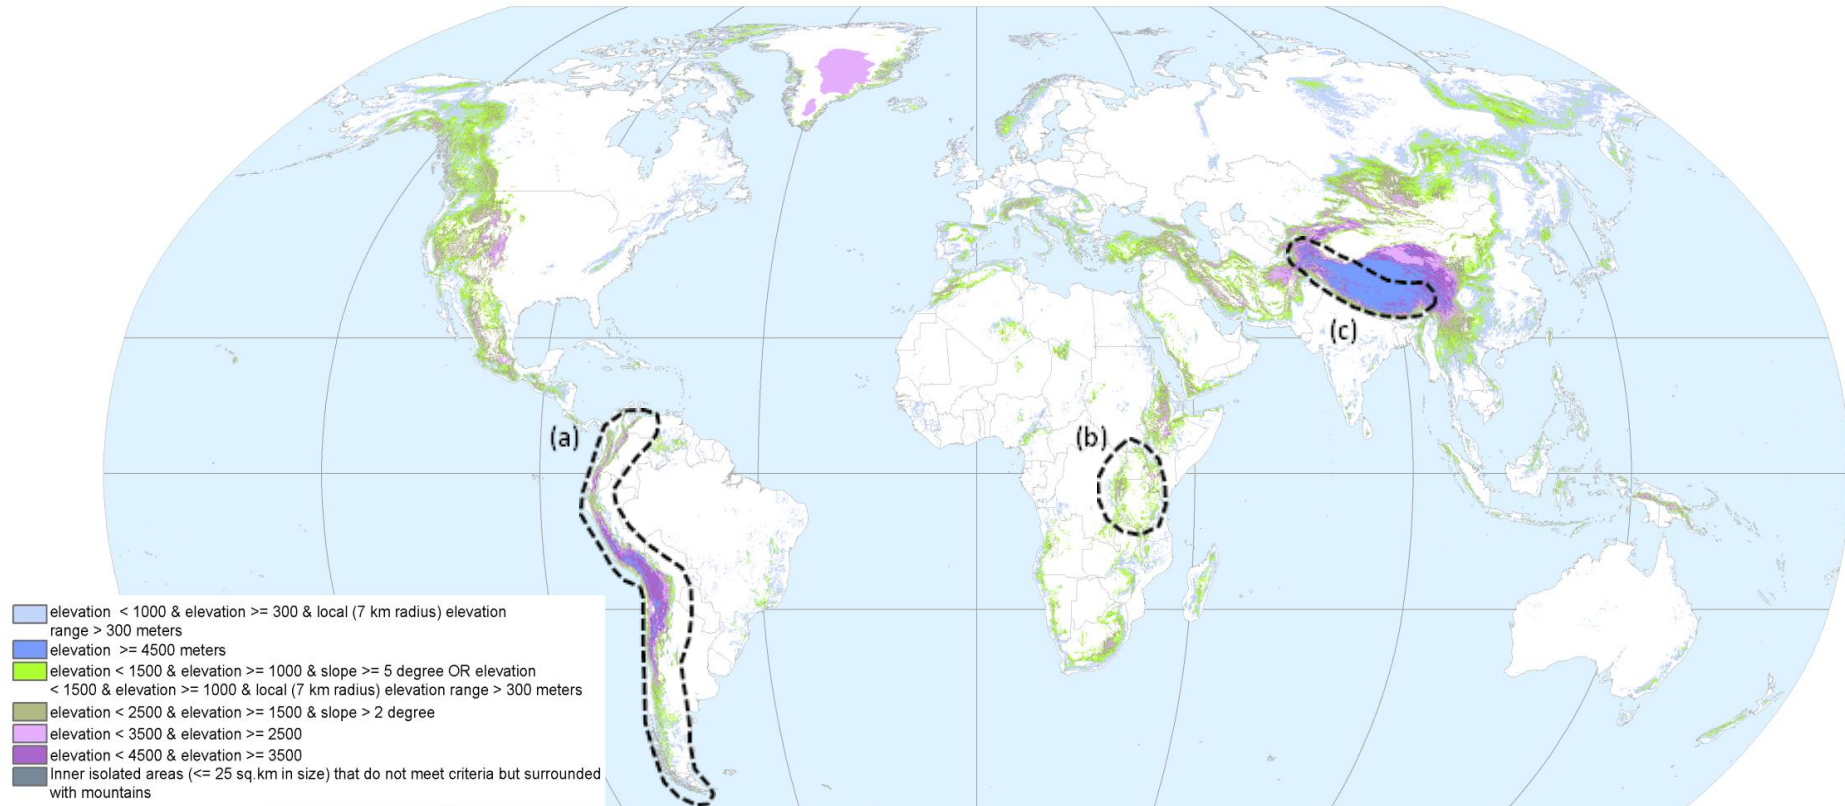 (c)
(a)
(b)
elevation < 1000 & elevation >= 300 & local (7 km radius) elevation
range > 300 meters
elevation >= 4500 meters
elevation < 1500 & elevation >= 1000 & slope >= 5 degree OR elevation
< 1500 & elevation >= 1000 & local (7 km radius) elevation range > 300 meters
elevation < 2500 & elevation >= 1500 & slope > 2 degree
elevation < 3500 & elevation >= 2500
elevation < 4500 & elevation >= 3500
Inner isolated areas (<= 25 sq.km in size) that do not meet criteria but surrounded
with mountains